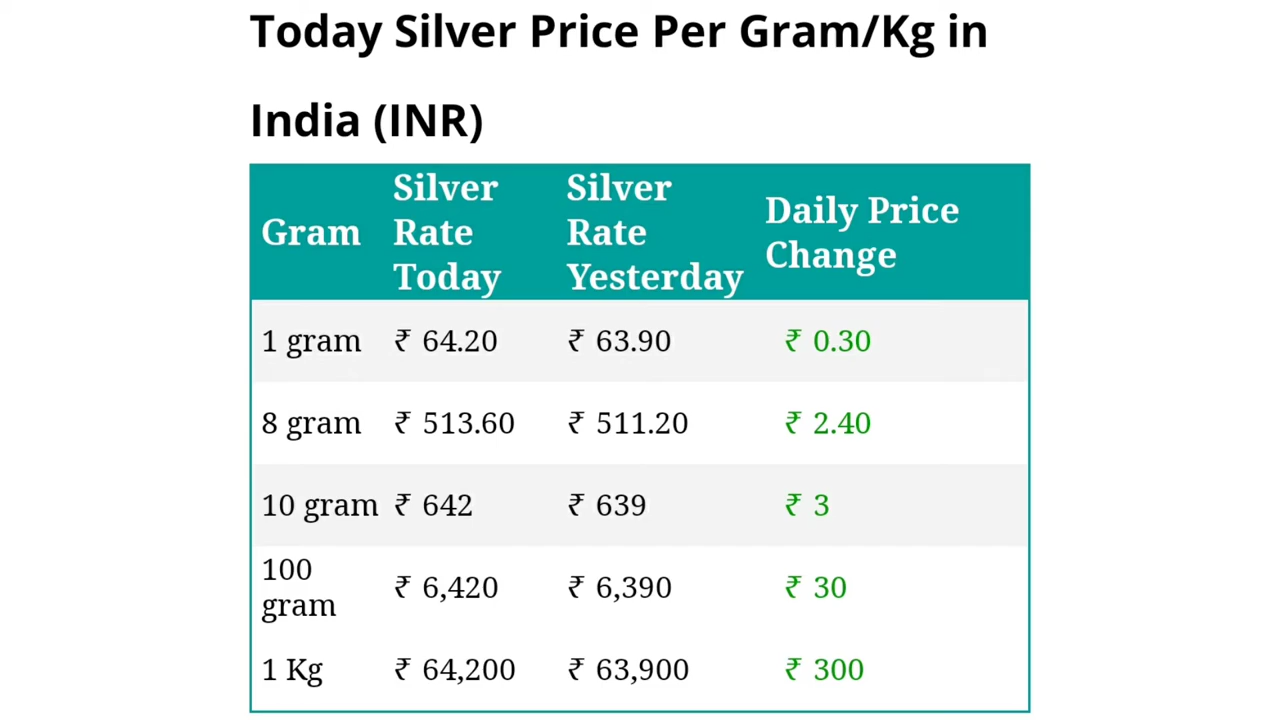 Today Silver Price Per Gram/Kg in
India (INR)
Gram
Silver
Rate
Today
Silver
Rate
Yesterday
Daily Price
Change
1 gram ₹ 64.20 ₹ 63.90 ₹ 0.30
8 gram ₹ 513.60 ₹ 511.20 ₹ 2.40
10 gram ₹ 642 ₹ 639 ₹ 3
100
gram ₹ 6,420 ₹ 6,390 ₹ 30
1 Kg ₹ 64,200 ₹ 63,900 ₹ 300